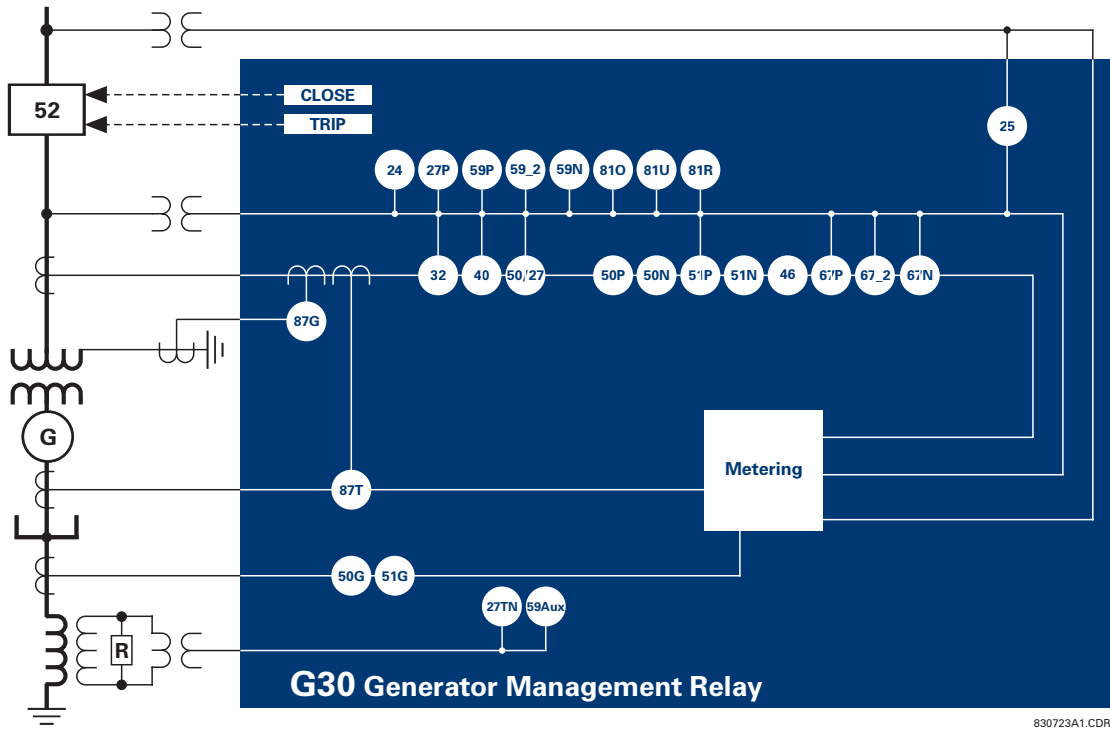 CLOSE
52
TRIP
25
24 27P 59P 59_2 59N 81O 81U 81R
32 40 50/27 50P 50N 51P 51N 46 67P 67_2 67N
87G
G
Metering
87T
50G 51G
27TN 59Aux
R
G30 Generator Management Relay
830723A1.CDR